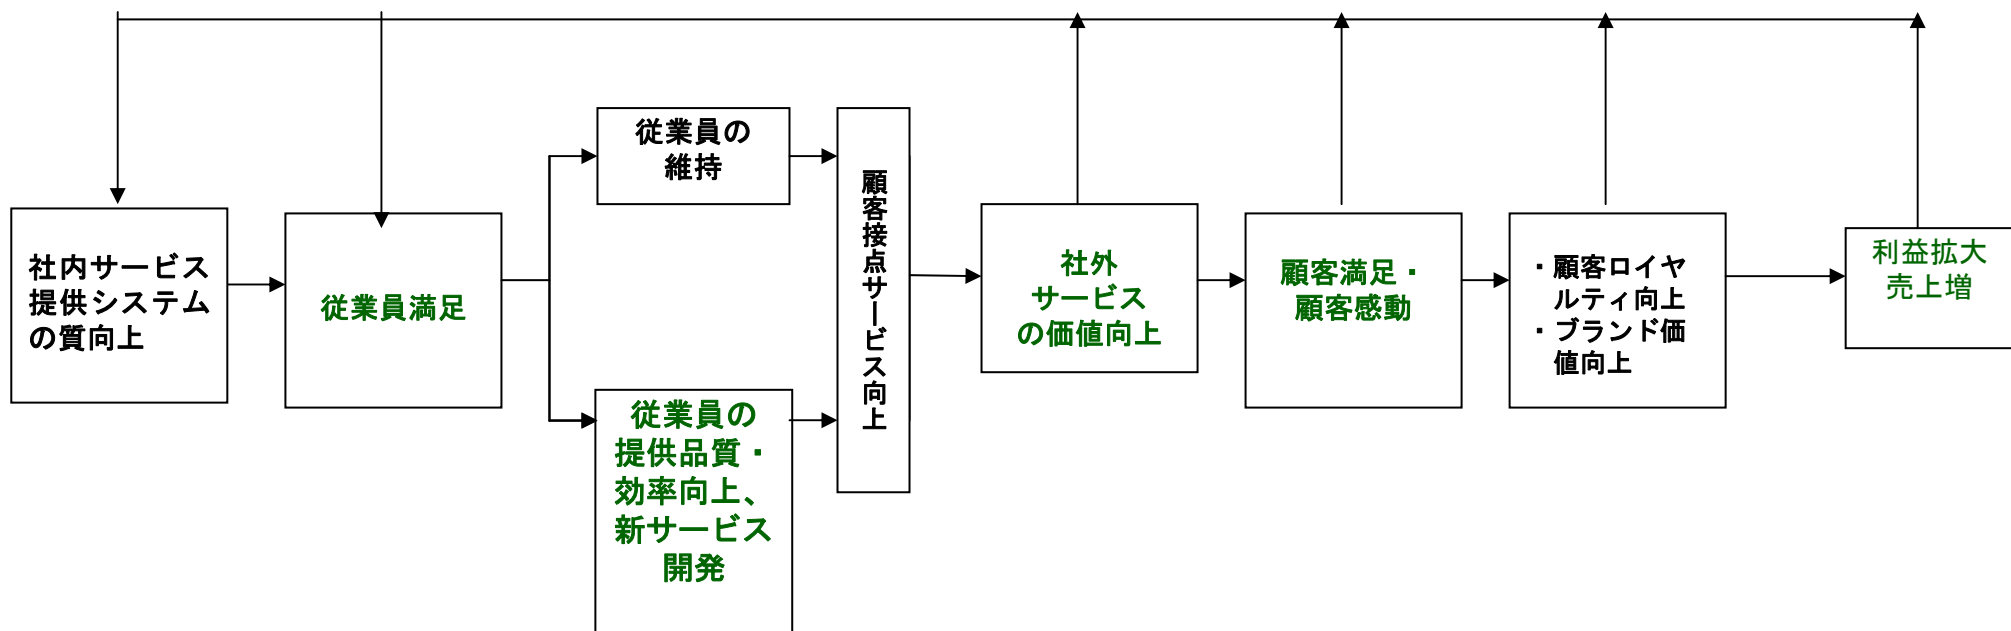 社内サービス
提供システム
の質向上
従業員満足
従業員の
維持
従業員の
提供品質・
効率向上、
新サービス
開発
顧客接点サービス向上
社外
サービス
の価値向上
顧客満足・
顧客感動
・顧客ロイヤ
ルティ向上
・ブランド価
値向上
利益拡大
売上増